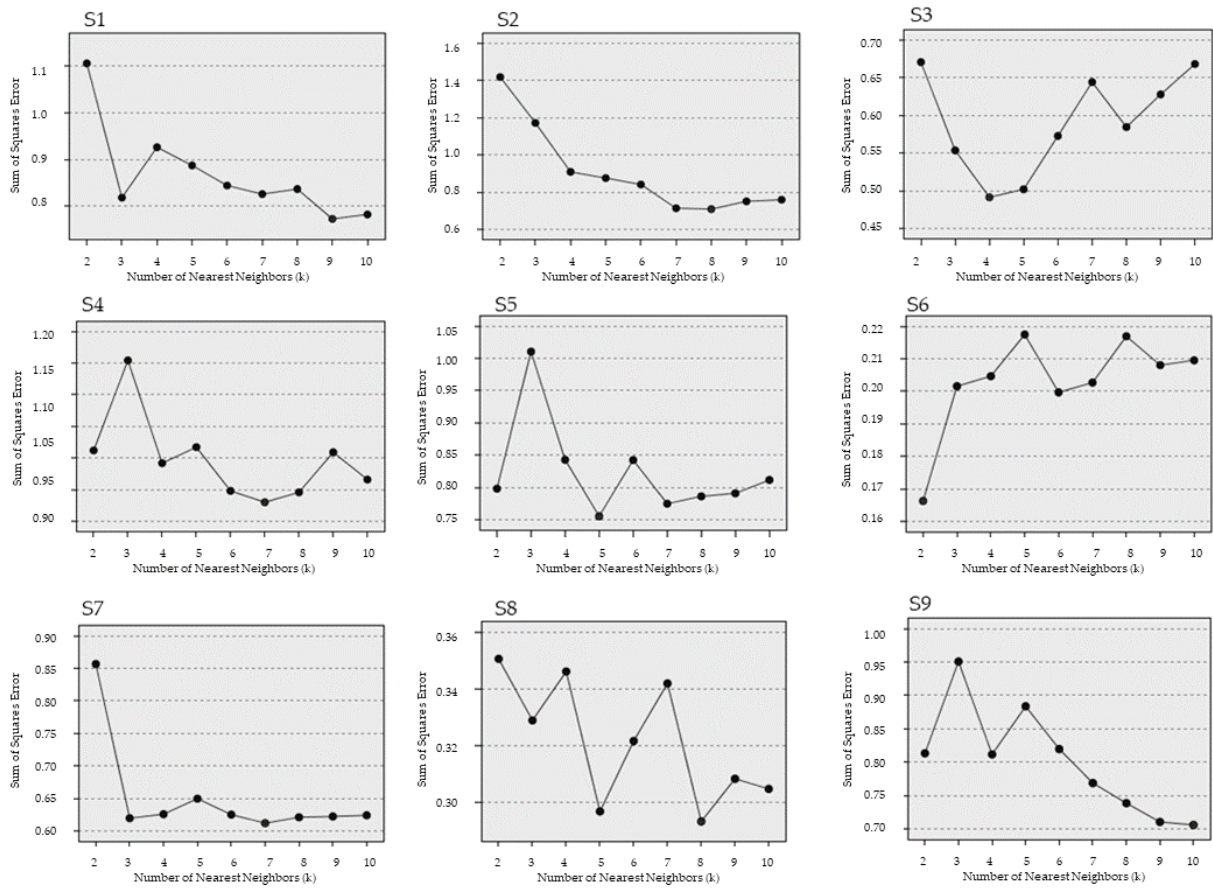 S1
Sum of Squares Error
1.1
1.0
0.9
0.8
2 3 4 5 6 7 8 9 10
Number of Nearest Neighbors (k)
S2
Sum of Squares Error
1.6
1.4
1.2
1.0
0.8
0.6
2 3 4 5 6 7 8 9 10
Number of Nearest Neighbors (k)
S3
Sum of Squares Error
0.70
0.65
0.60
0.55
0.50
0.45
2 3 4 5 6 7 8 9 10
Number of Nearest Neighbors (k)
S4
Sum of Squares Error
1.20
1.15
1.10
1.05
0.95
0.90
2 3 4 5 6 7 8 9 10
Number of Nearest Neighbors (k)
S5
Sum of Squares Error
1.05
1.00
0.95
0.90
0.85
0.80
0.75
2 3 4 5 6 7 8 9 10
Number of Nearest Neighbors (k)
S6
Sum of Squares Error
0.22
0.21
0.20
0.19
0.18
0.17
0.16
2 3 4 5 6 7 8 9 10
Number of Nearest Neighbors (k)
S7
Sum of Squares Error
0.90
0.85
0.80
0.75
0.70
0.65
0.60
2 3 4 5 6 7 8 9 10
Number of Nearest Neighbors (k)
S8
Sum of Squares Error
0.36
0.34
0.32
0.30
2 3 4 5 6 7 8 9 10
Number of Nearest Neighbors (k)
S9
Sum of Squares Error
1.00
0.95
0.90
0.85
0.80
0.75
0.70
2 3 4 5 6 7 8 9 10
Number of Nearest Neighbors (k)